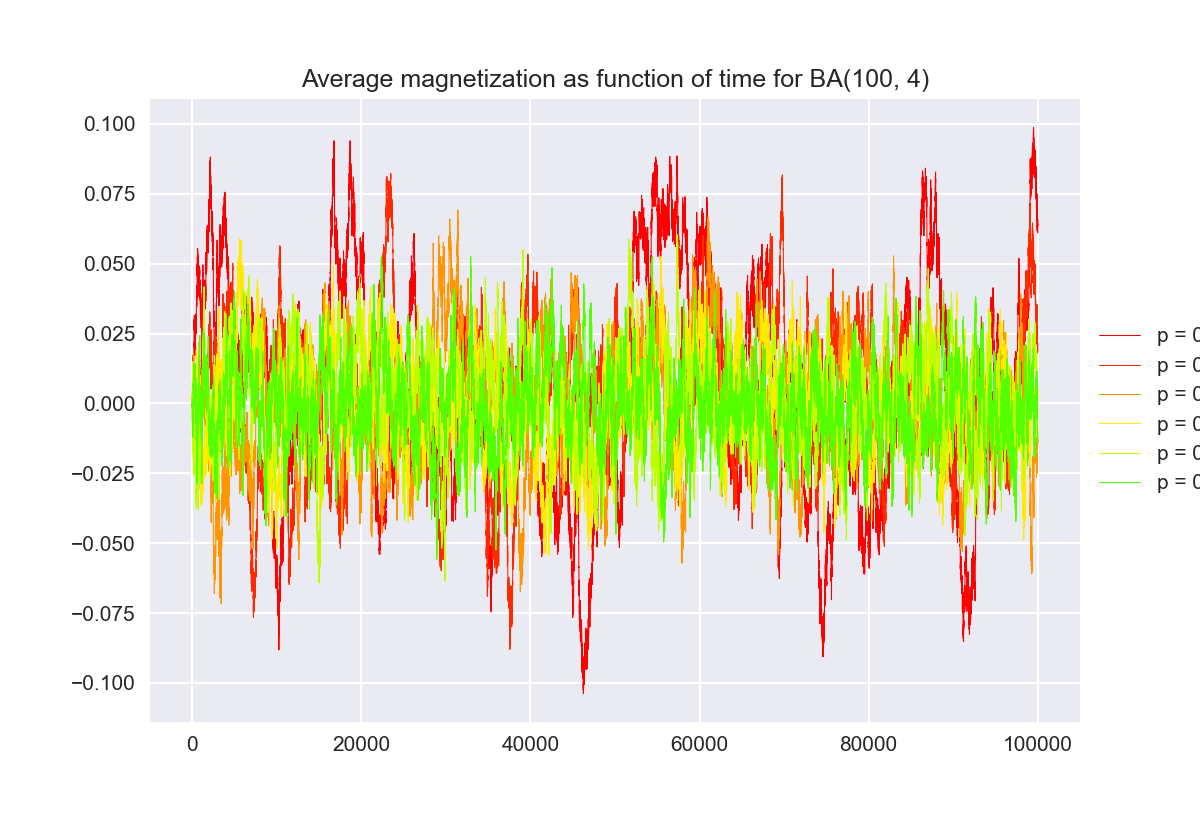 Average magnetization as function of time for BA(100, 4)
0.100
0.075
0.050
0.025
0.000
−0.025
−0.050
−0.075
−0.100
0 20000 40000 60000 80000 100000
p = 0
p = 0
p = 0
p = 0
p = 0
p = 0